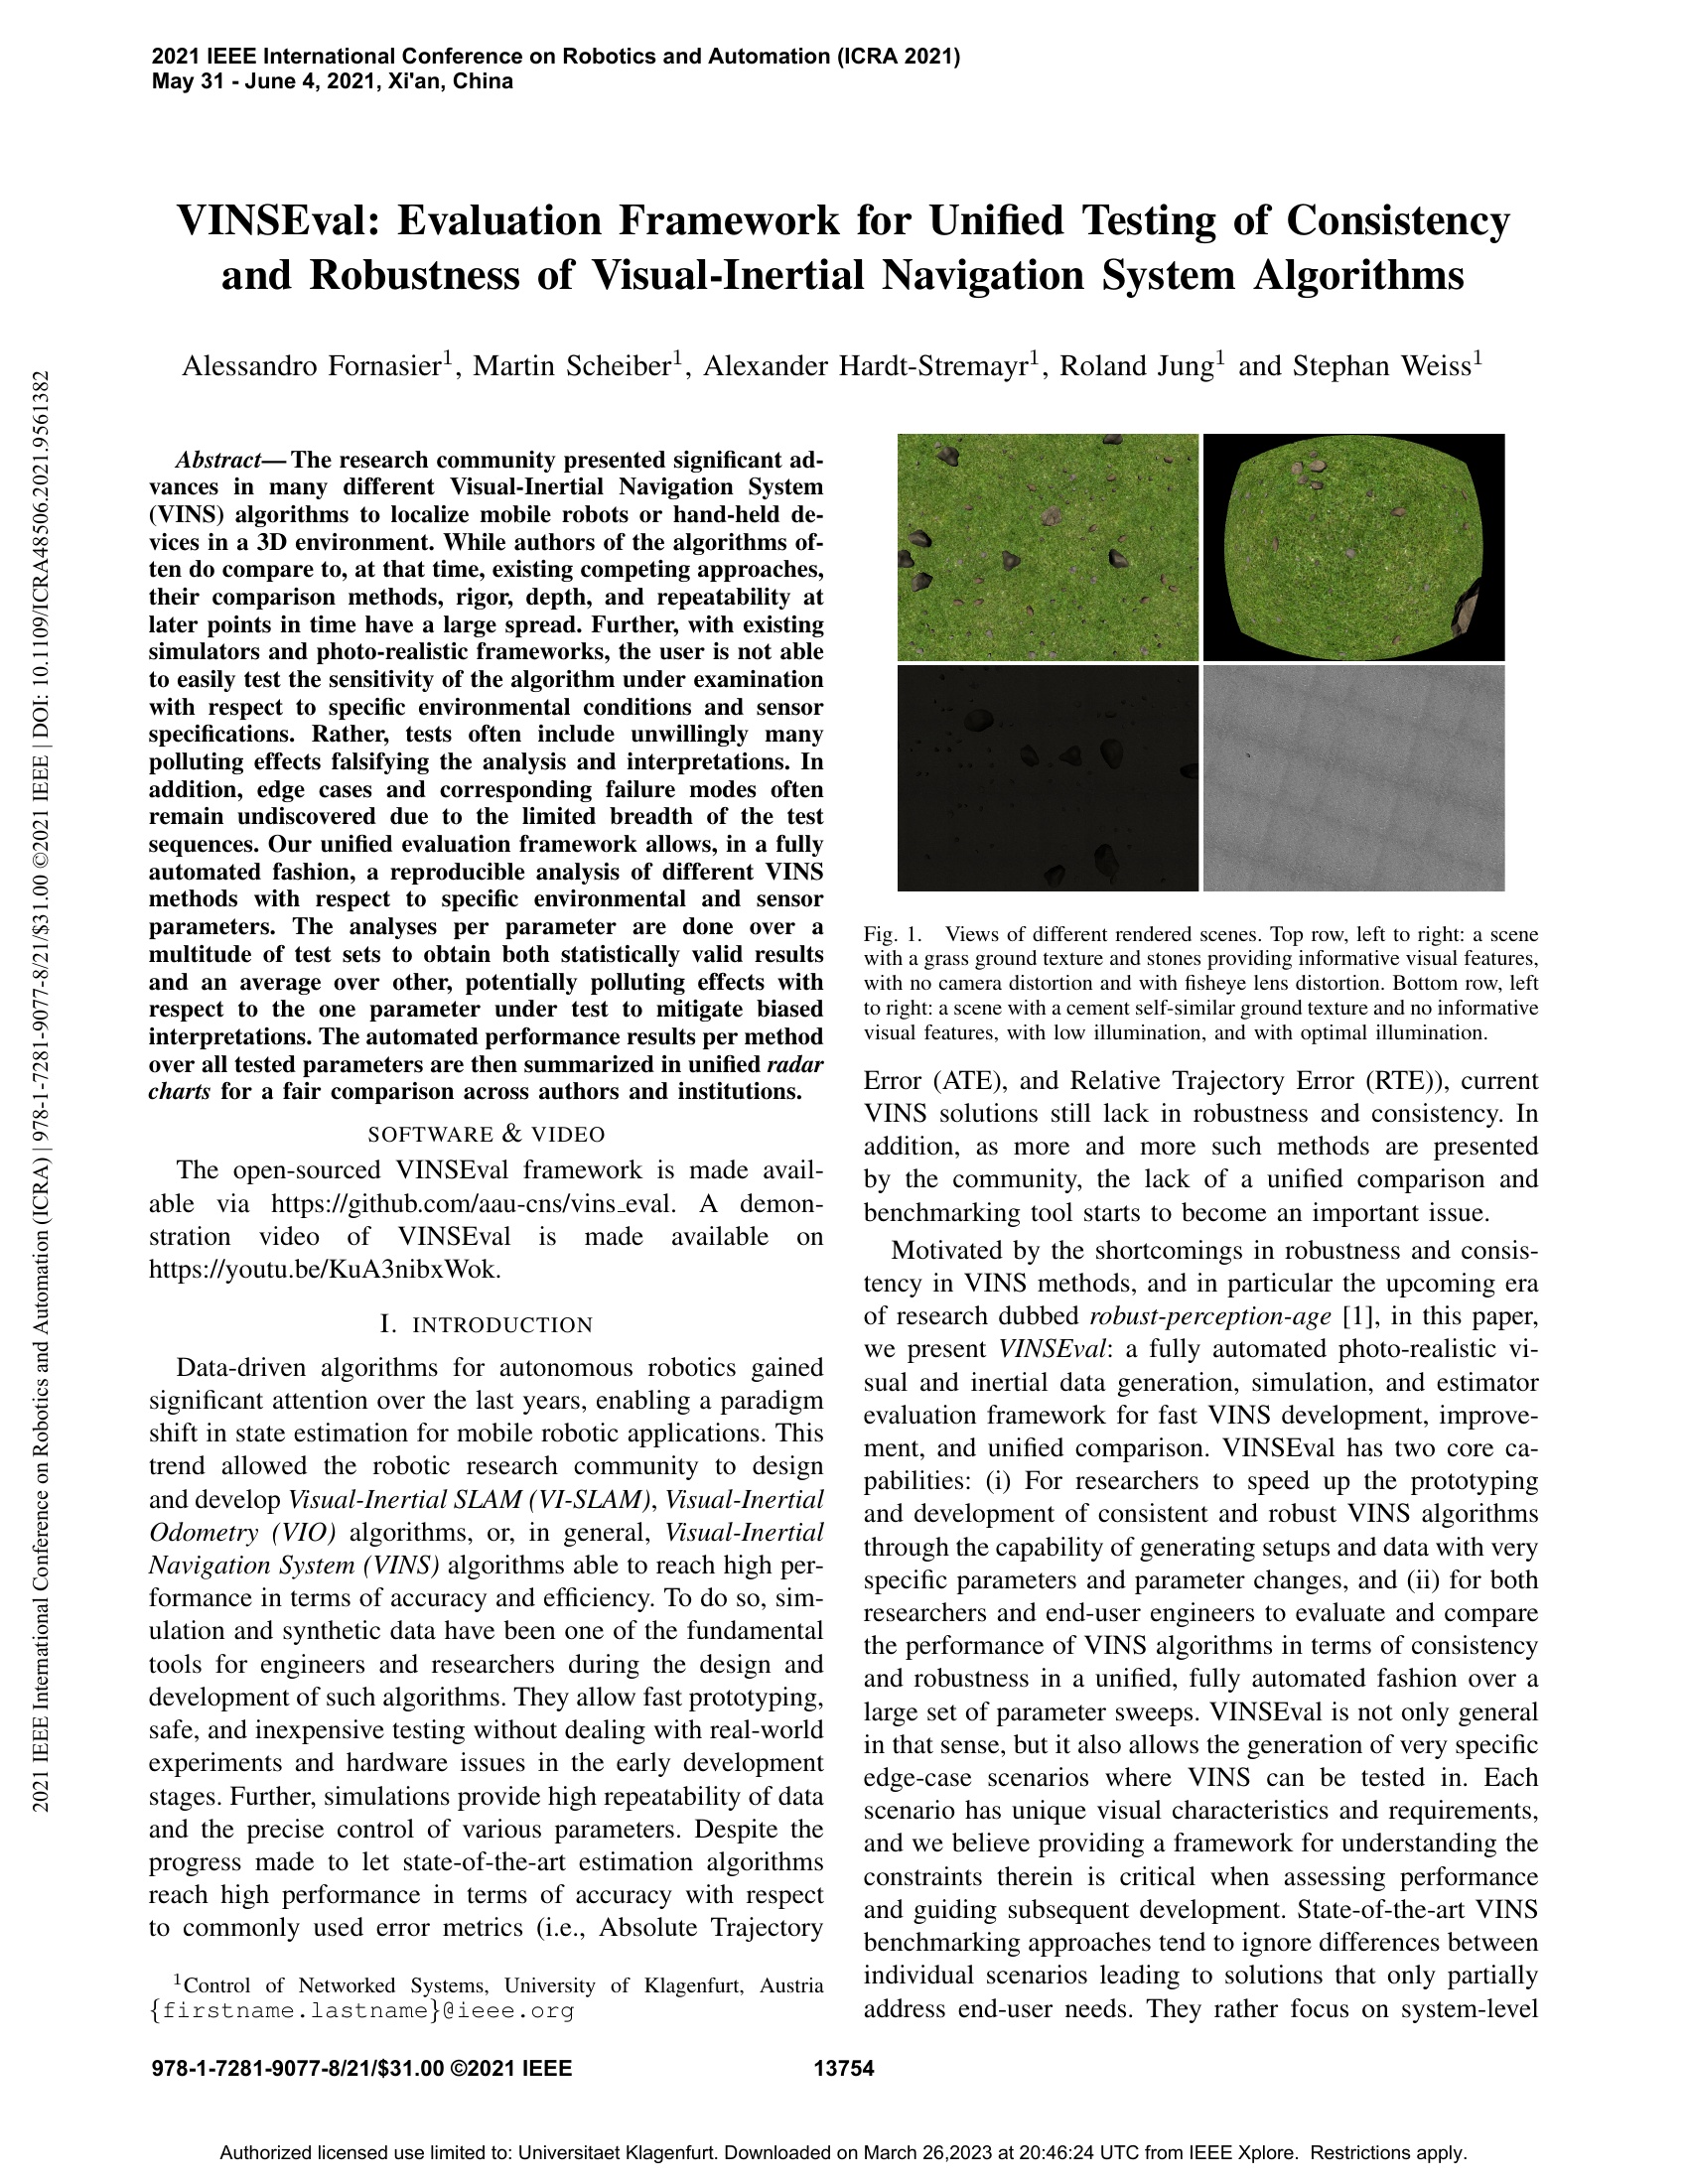 2021 IEEE International Conference on Robotics and Automation (ICRA 2021)
May 31 - June 4, 2021, Xi'an, China
VINSEval: Evaluation Framework for Unified Testing of Consistency
and Robustness of Visual-Inertial Navigation System Algorithms
Alessandro Fornasier1, Martin Scheiber1, Alexander Hardt-Stremayr1, Roland Jung1 and Stephan Weiss1
2021 IEEE International Conference on Robotics and Automation (ICRA) | 978-1-7281-9077-8/21/$31.00 ©2021 IEEE | DOI: 10.1109/ICRA48506.2021.9561382
Abstract— The research community presented significant ad-
vances in many different Visual-Inertial Navigation System
(VINS) algorithms to localize mobile robots or hand-held de-
vices in a 3D environment. While authors of the algorithms of-
ten do compare to, at that time, existing competing approaches,
their comparison methods, rigor, depth, and repeatability at
later points in time have a large spread. Further, with existing
simulators and photo-realistic frameworks, the user is not able
to easily test the sensitivity of the algorithm under examination
with respect to specific environmental conditions and sensor
specifications. Rather, tests often include unwillingly many
polluting effects falsifying the analysis and interpretations. In
addition, edge cases and corresponding failure modes often
remain undiscovered due to the limited breadth of the test
sequences. Our unified evaluation framework allows, in a fully
automated fashion, a reproducible analysis of different VINS
methods with respect to specific environmental and sensor
parameters. The analyses per parameter are done over a
multitude of test sets to obtain both statistically valid results
and an average over other, potentially polluting effects with
respect to the one parameter under test to mitigate biased
interpretations. The automated performance results per method
over all tested parameters are then summarized in unified radar
charts for a fair comparison across authors and institutions.
SOFTWARE & VIDEO
The open-sourced VINSEval framework is made avail-
able via https://github.com/aau-cns/vins_eval. A demon-
stration video of VINSEval is made available on
https://youtu.be/KuA3nibxWok.
I. INTRODUCTION
Data-driven algorithms for autonomous robotics gained
significant attention over the last years, enabling a paradigm
shift in state estimation for mobile robotic applications. This
trend allowed the robotic research community to design
and develop Visual-Inertial SLAM (VI-SLAM), Visual-Inertial
Odometry (VIO) algorithms, or, in general, Visual-Inertial
Navigation System (VINS) algorithms able to reach high per-
formance in terms of accuracy and efficiency. To do so, sim-
ulation and synthetic data have been one of the fundamental
tools for engineers and researchers during the design and
development of such algorithms. They allow fast prototyping,
safe, and inexpensive testing without dealing with real-world
experiments and hardware issues in the early development
stages. Further, simulations provide high repeatability of data
and the precise control of various parameters. Despite the
progress made to let state-of-the-art estimation algorithms
reach high performance in terms of accuracy with respect
to commonly used error metrics (i.e., Absolute Trajectory
1Control of Networked Systems, University of Klagenfurt, Austria
{firstname.lastname}@ieee.org
Fig. 1. Views of different rendered scenes. Top row, left to right: a scene
with a grass ground texture and stones providing informative visual features,
with no camera distortion and with fisheye lens distortion. Bottom row, left
to right: a scene with a cement self-similar ground texture and no informative
visual features, with low illumination, and with optimal illumination.
Error (ATE), and Relative Trajectory Error (RTE)), current
VINS solutions still lack in robustness and consistency. In
addition, as more and more such methods are presented
by the community, the lack of a unified comparison and
benchmarking tool starts to become an important issue.
Motivated by the shortcomings in robustness and consis-
tency in VINS methods, and in particular the upcoming era
of research dubbed robust-perception-age [1], in this paper,
we present VINSEval: a fully automated photo-realistic vi-
sual and inertial data generation, simulation, and estimator
evaluation framework for fast VINS development, improve-
ment, and unified comparison. VINSEval has two core ca-
pabilities: (i) For researchers to speed up the prototyping
and development of consistent and robust VINS algorithms
through the capability of generating setups and data with very
specific parameters and parameter changes, and (ii) for both
researchers and end-user engineers to evaluate and compare
the performance of VINS algorithms in terms of consistency
and robustness in a unified, fully automated fashion over a
large set of parameter sweeps. VINSEval is not only general
in that sense, but it also allows the generation of very specific
edge-case scenarios where VINS can be tested in. Each
scenario has unique visual characteristics and requirements,
and we believe providing a framework for understanding the
constraints therein is critical when assessing performance
and guiding subsequent development. State-of-the-art VINS
benchmarking approaches tend to ignore differences between
individual scenarios leading to solutions that only partially
address end-user needs. They rather focus on system-level
978-1-7281-9077-8/21/$31.00 ©2021 IEEE
13754
Authorized licensed use limited to: Universitaet Klagenfurt. Downloaded on March 26,2023 at 20:46:24 UTC from IEEE Xplore. Restrictions apply.